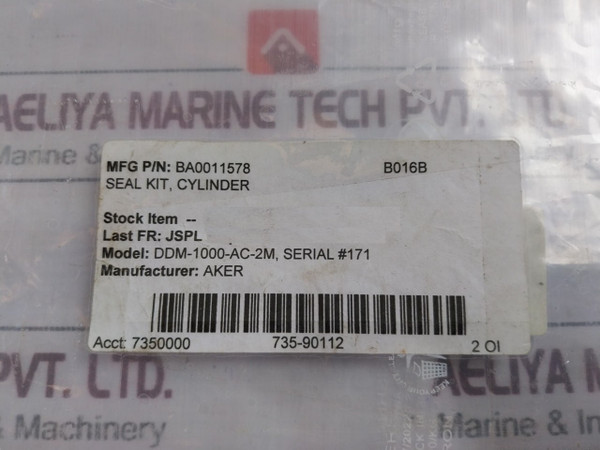 AELIYA MARINE TECH PVT. LTD.
Marine &
MFG P/N: BA0011578 B016B
SEAL KIT, CYLINDER
Stock Item --
Last FR: JSPL
Model: DDM-1000-AC-2M, SERIAL #171
Manufacturer: AKER
Acct: 7350000 735-90112 2 OI
PVT. LTD. AELIYA MARI
& Machinery Marine & In